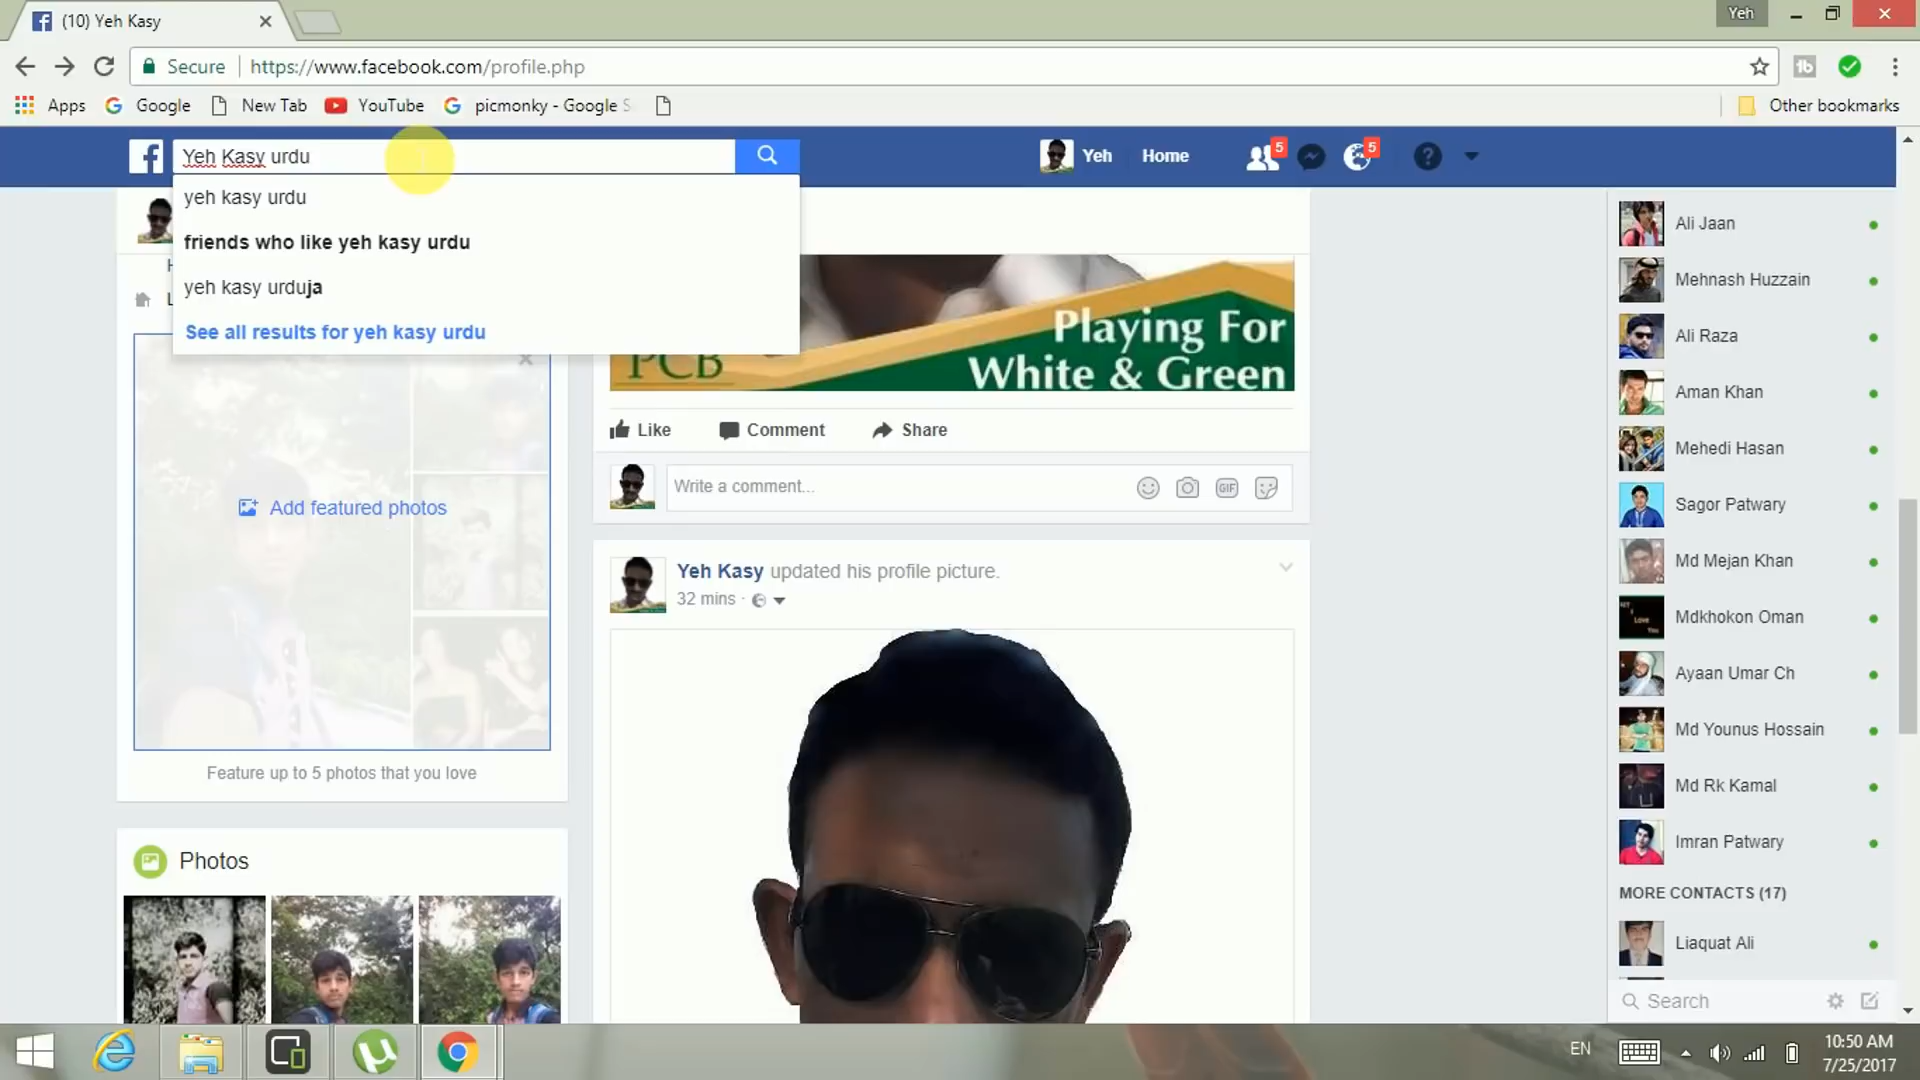 (10) Yeh Kasy
Yeh
Secure https://www.facebook.com/profile.php
Apps Google New Tab YouTube picmonky - Google S Other bookmarks
Yeh Kasy urdu
Yeh Home 5 5
yeh kasy urdu
friends who like yeh kasy urdu
yeh kasy urduja
See all results for yeh kasy urdu
Add featured photos
Feature up to 5 photos that you love
Photos
Playing For
White & Green
PCB
Like Comment Share
Write a comment...
GIF
Yeh Kasy updated his profile picture.
32 mins
Ali Jaan
Mehnash Huzzain
Ali Raza
Aman Khan
Mehedi Hasan
Sagor Patwary
Md Mejan Khan
Mdkhokon Oman
Ayaan Umar Ch
Md Younus Hossain
Md Rk Kamal
Imran Patwary
MORE CONTACTS (17)
Liaquat Ali
Search
EN
10:50 AM
7/25/2017